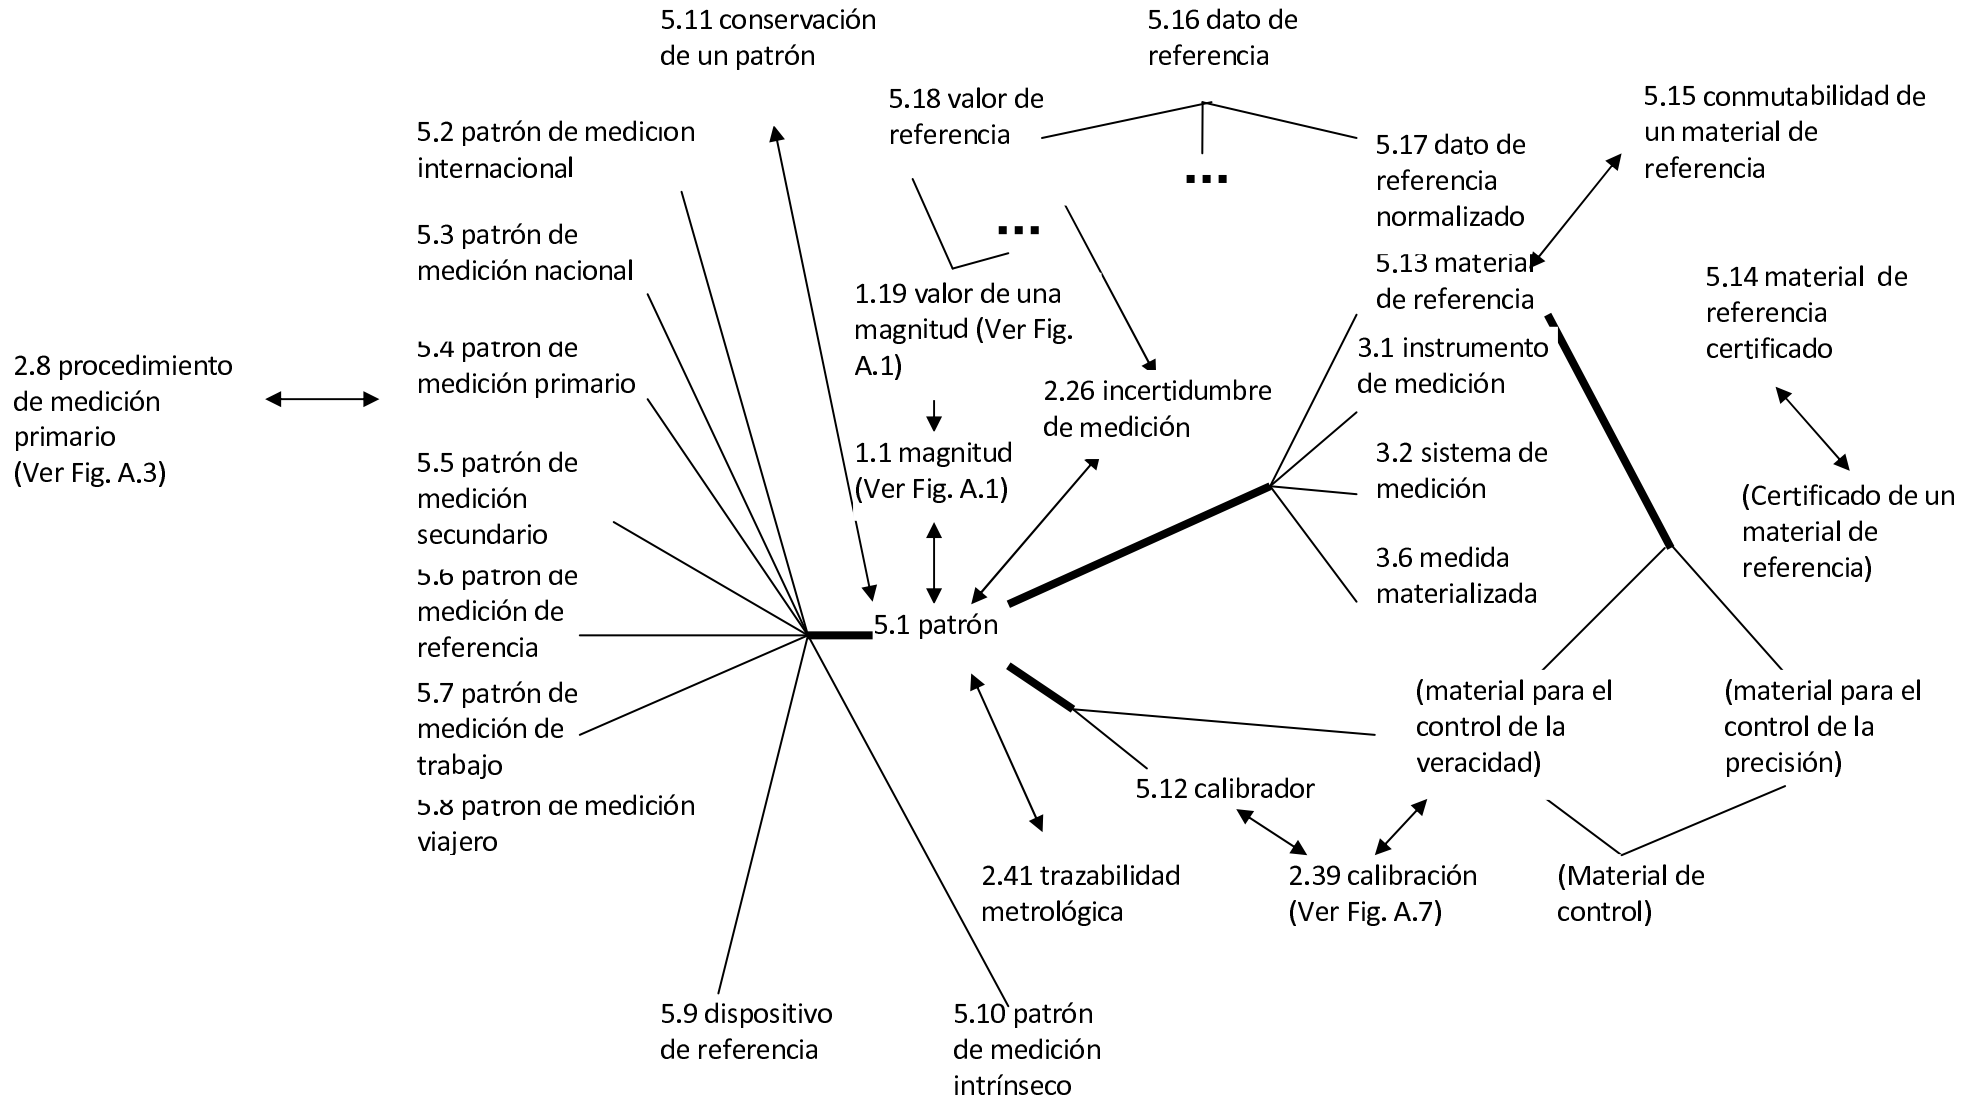 5.11 conservación
de un patrón
5.16 dato de
referencia
5.18 valor de
referencia
5.15 conmutabilidad de
un material de
referencia
5.2 patrón de medición
internacional
5.17 dato de
referencia
normalizado
5.3 patrón de
medición nacional
5.13 material
de referencia
5.14 material de
referencia
certificado
1.19 valor de una
magnitud (Ver Fig.
A.1)
2.8 procedimiento
de medición
primario
(Ver Fig. A.3)
5.4 patrón de
medición primario
3.1 instrumento
de medición
2.26 incertidumbre
de medición
1.1 magnitud
(Ver Fig. A.1)
3.2 sistema de
medición
5.5 patrón de
medición
secundario
(Certificado de un
material de
referencia)
3.6 medida
materializada
5.6 patrón de
medición de
referencia
5.1 patrón
5.7 patrón de
medición de
trabajo
(material para el
control de la
veracidad)
(material para el
control de la
precisión)
5.12 calibrador
5.8 patrón de medición
viajero
2.41 trazabilidad
metrológica
2.39 calibración
(Ver Fig. A.7)
(Material de
control)
5.9 dispositivo
de referencia
5.10 patrón
de medición
intrínseco